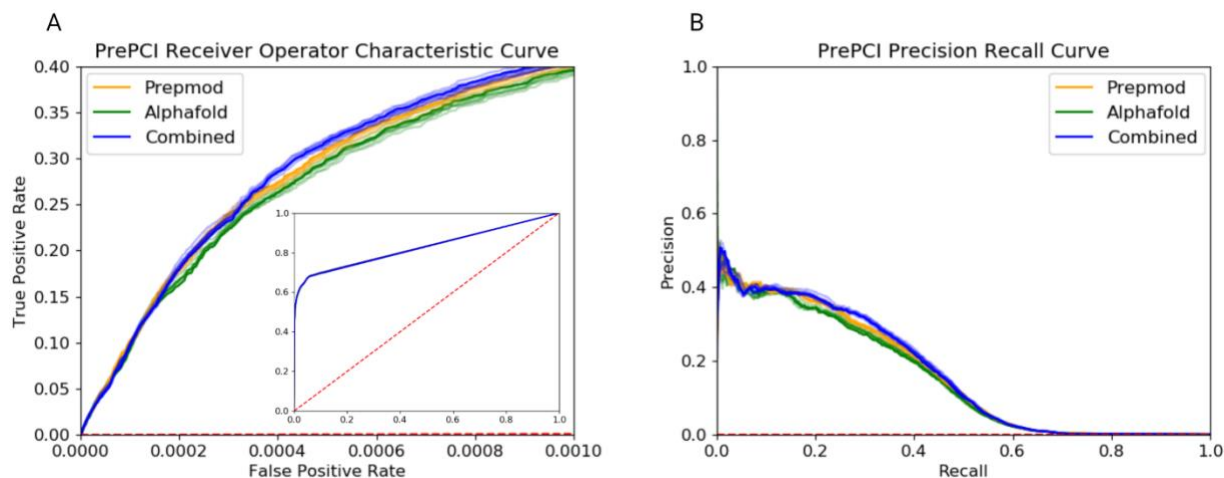 A
PrePCI Receiver Operator Characteristic Curve
Prepmod
Alphafold
Combined
True Positive Rate
0.40
0.35
0.30
0.25
0.20
0.15
0.10
0.05
0.00
0.0000 0.0002 0.0004 0.0006 0.0008 0.0010
False Positive Rate
1.0
0.8
0.6
0.4
0.2
0.0
0.0 0.2 0.4 0.6 0.8 1.0
B
PrePCI Precision Recall Curve
Prepmod
Alphafold
Combined
Precision
1.0
0.8
0.6
0.4
0.2
0.0
0.0 0.2 0.4 0.6 0.8 1.0
Recall